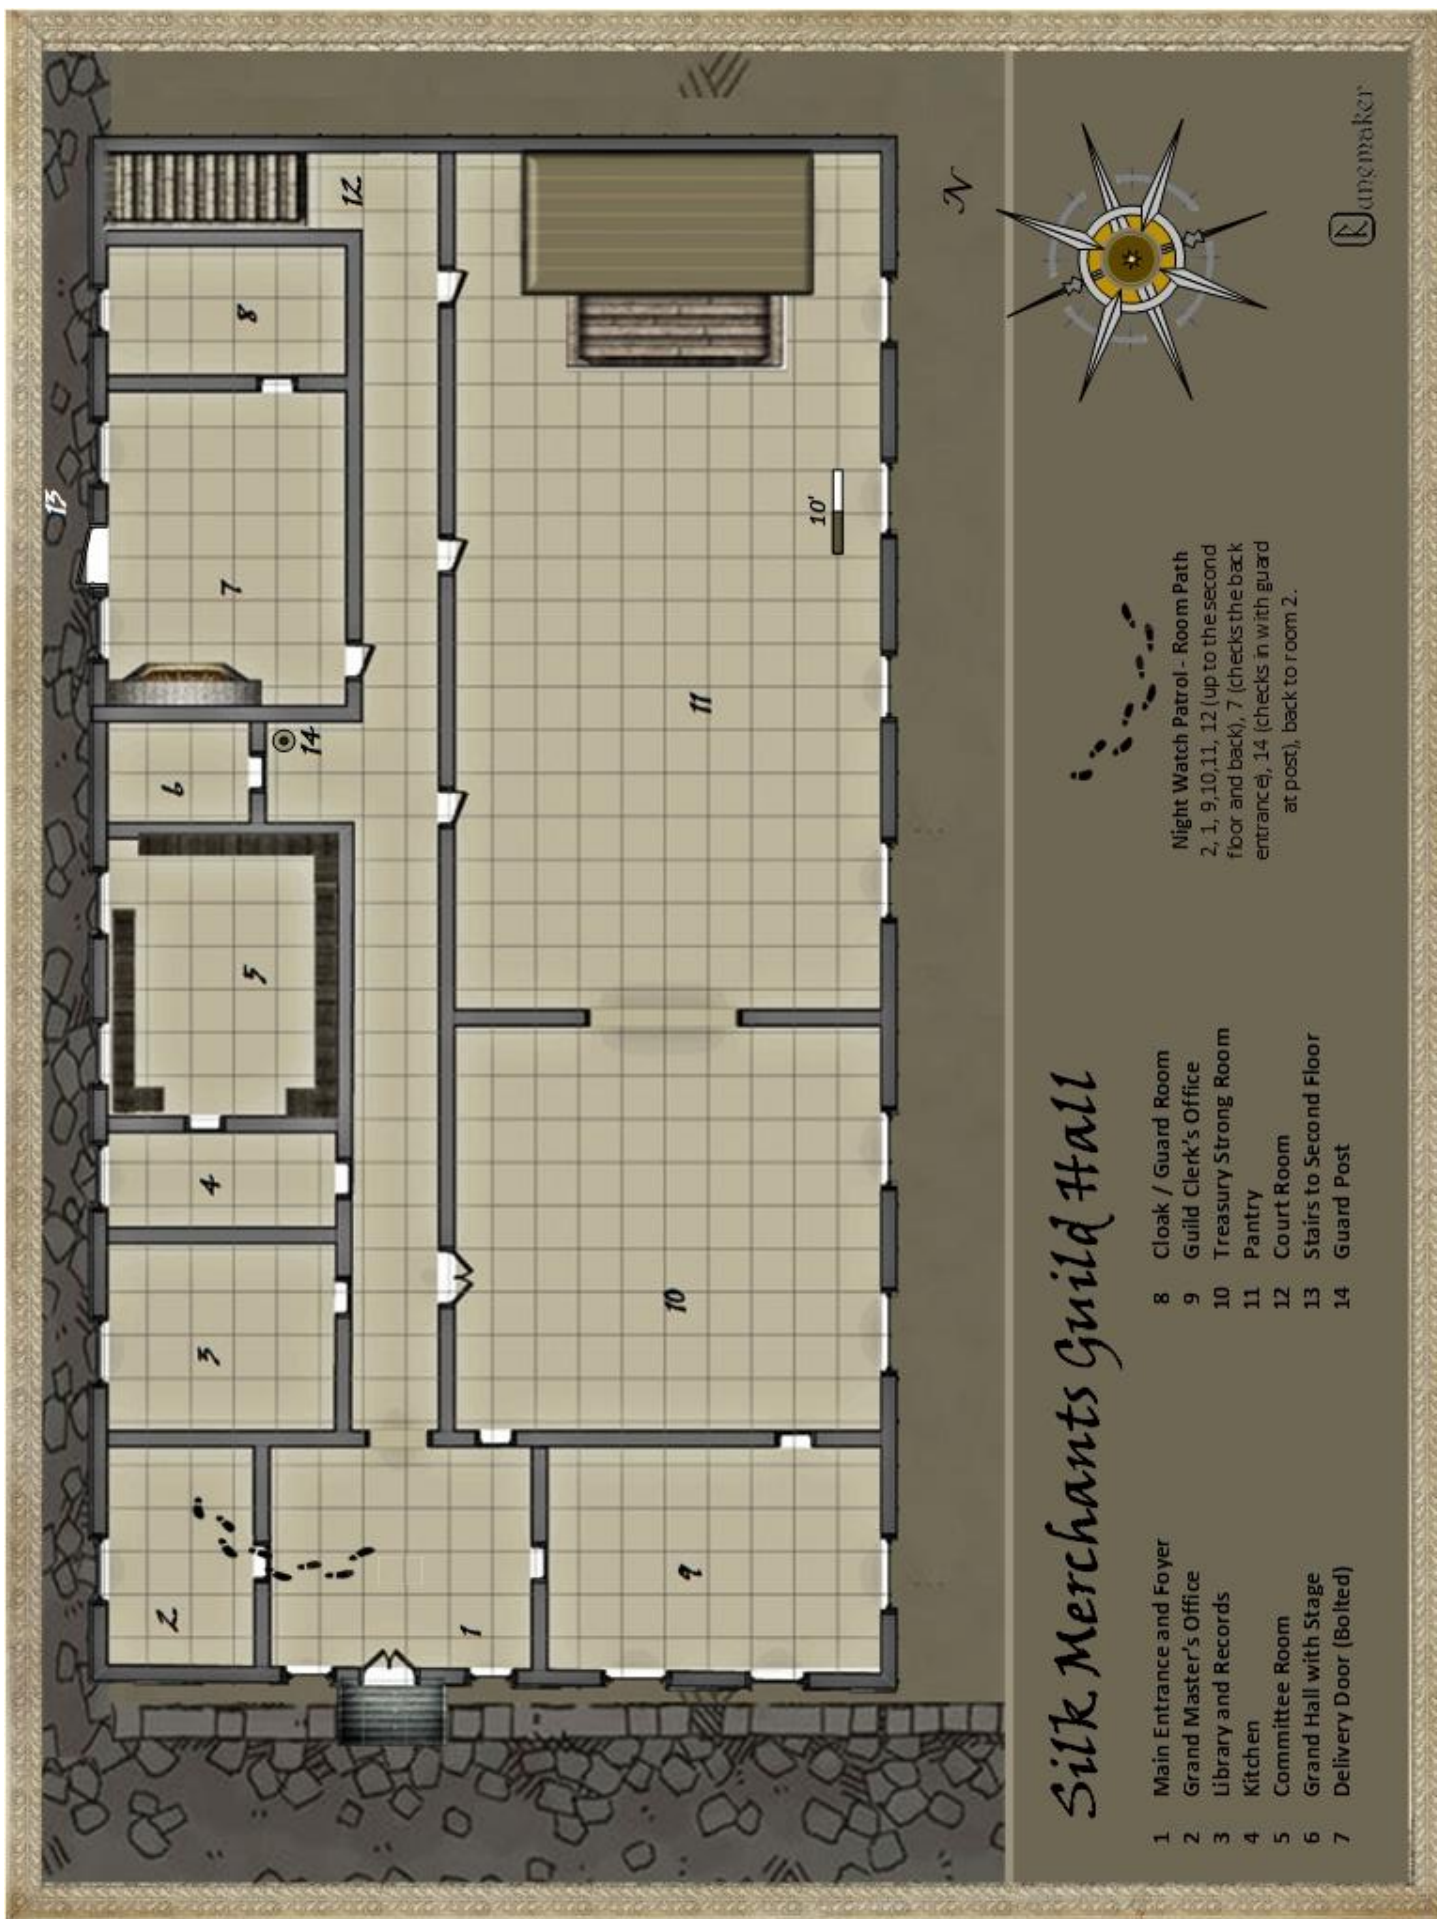 13
12
8
7
14
6
11
10'
5
4
10
3
2
1
9
N
Silk Merchants Guild Hall
1 Main Entrance and Foyer
2 Grand Master's Office
3 Library and Records
4 Kitchen
5 Committee Room
6 Grand Hall with Stage
7 Delivery Door (Bolted)
8 Cloak / Guard Room
9 Guild Clerk's Office
10 Treasury Strong Room
11 Pantry
12 Court Room
13 Stairs to Second Floor
14 Guard Post
Night Watch Patrol - Room Path
2, 1, 9,10,11, 12 (up to the second
floor and back), 7 (checks the back
entrance), 14 (checks in with guard
at post), back to room 2.
Runemaker